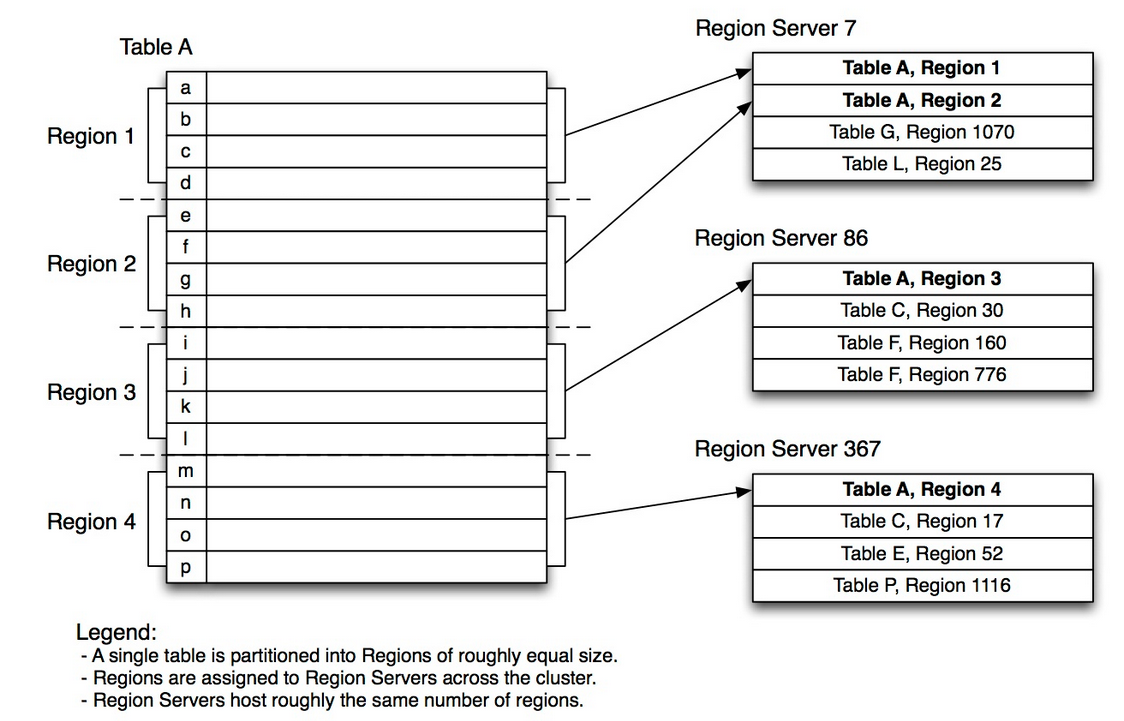 Table A
Region 1
a
b
c
d
Region 2
e
f
g
h
Region 3
i
j
k
l
Region 4
m
n
o
p
Region Server 7
Table A, Region 1
Table A, Region 2
Table G, Region 1070
Table L, Region 25
Region Server 86
Table A, Region 3
Table C, Region 30
Table F, Region 160
Table F, Region 776
Region Server 367
Table A, Region 4
Table C, Region 17
Table E, Region 52
Table P, Region 1116
Legend:
- A single table is partitioned into Regions of roughly equal size.
- Regions are assigned to Region Servers across the cluster.
- Region Servers host roughly the same number of regions.